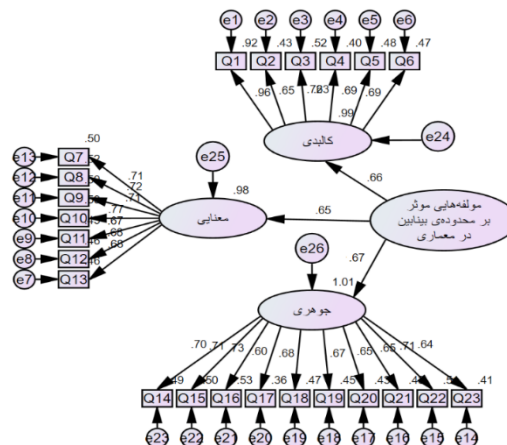 e1 e2 e3 e4 e5 e6
.92 .43 .52 .40 .48 .47
Q1 Q2 Q3 Q4 Q5 Q6
.96 .65 .69 .69
.99
کالبدی
e24
.66
e13 Q7 .50
e12 Q8
e11 Q9
e10 Q10
e9 Q11
e8 Q12
e7 Q13
.71
.72
.71
.77
.67
.68
.68
e25
.98
معنایی
.65
مولفه‌هایی موثر
بر محدوده‌ی بینابین
در معماری
e26
.67
1.01
جوهری
.70 .71 .73 .60 .68 .67 .65 .65 .71 .64
.49 .50 .53 .36 .47 .45 .43 .41
Q14 Q15 Q16 Q17 Q18 Q19 Q20 Q21 Q22 Q23
e23 e22 e21 e20 e19 e18 e17 e16 e15 e14